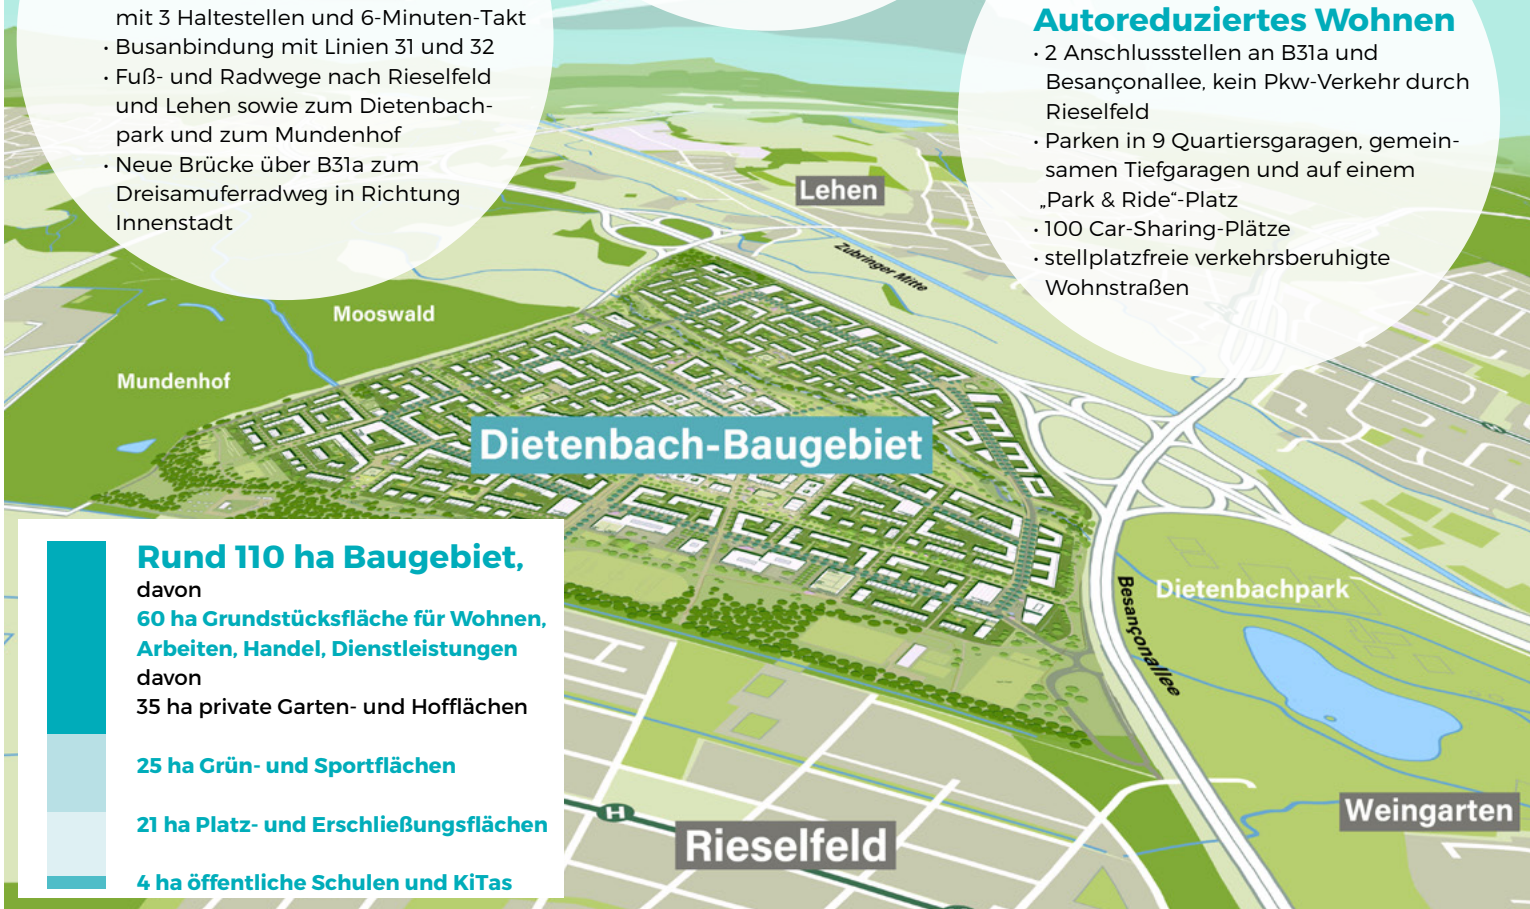 mit 3 Haltestellen und 6-Minuten-Takt
· Busanbindung mit Linien 31 und 32
· Fuß- und Radwege nach Rieselfeld
und Lehen sowie zum Dietenbach-
park und zum Mundenhof
· Neue Brücke über B31a zum
Dreisamuferradweg in Richtung
Innenstadt
Autoreduziertes Wohnen
· 2 Anschlussstellen an B31a und
Besançonallee, kein Pkw-Verkehr durch
Rieselfeld
· Parken in 9 Quartiersgaragen, gemein-
samen Tiefgaragen und auf einem
„Park & Ride“-Platz
· 100 Car-Sharing-Plätze
· stellplatzfreie verkehrsberuhigte
Wohnstraßen
Lehen
Zubringer Mitte
Mooswald
Mundenhof
Dietenbach-Baugebiet
Rund 110 ha Baugebiet,
davon
60 ha Grundstücksfläche für Wohnen,
Arbeiten, Handel, Dienstleistungen
davon
35 ha private Garten- und Hofflächen
25 ha Grün- und Sportflächen
21 ha Platz- und Erschließungsflächen
4 ha öffentliche Schulen und KiTas
Besançonallee
Dietenbachpark
Weingarten
H
Rieselfeld